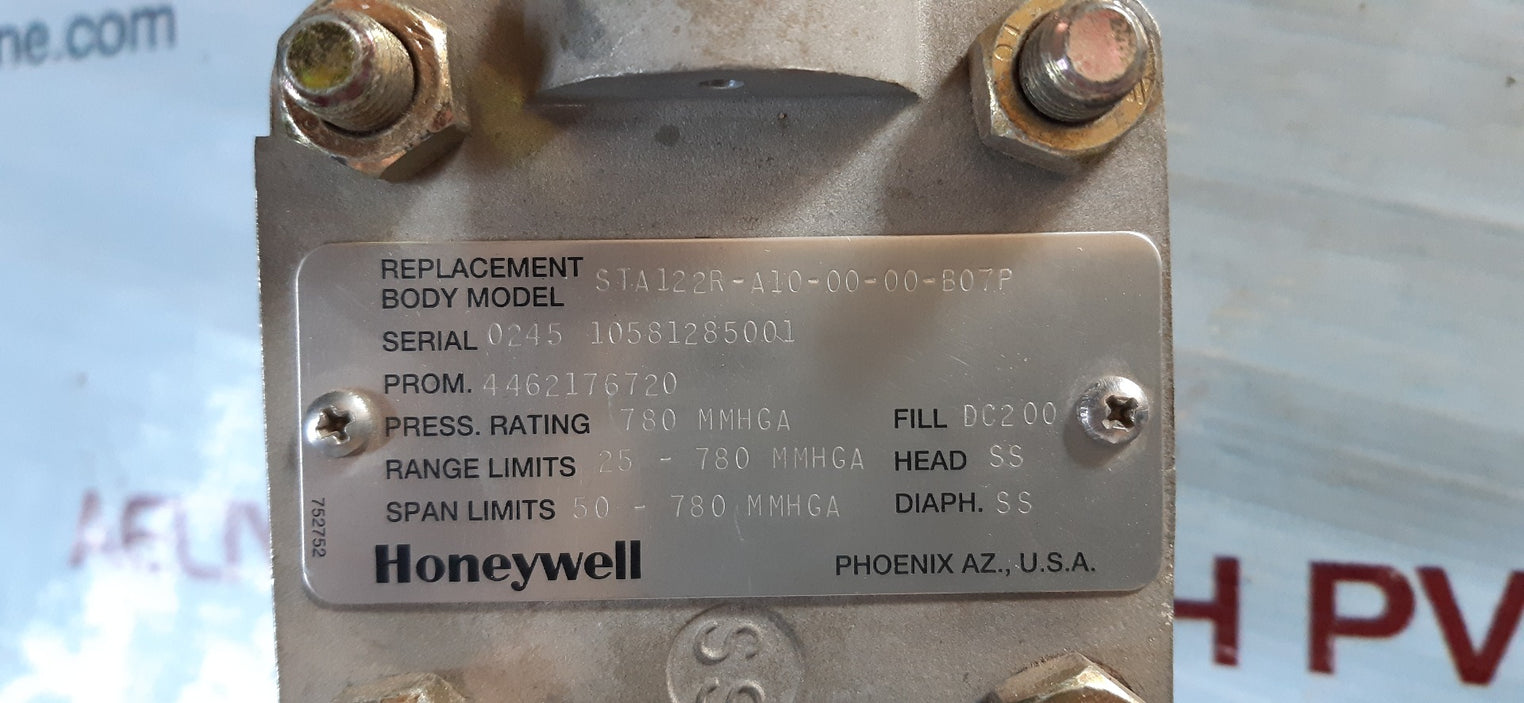 ne.com
REPLACEMENT
BODY MODEL STA122R-A10-00-00-B07P
SERIAL 0245 10581285001
PROM. 4462176720
PRESS. RATING 780 MMHGA FILL DC200
RANGE LIMITS 25 - 780 MMHGA HEAD SS
SPAN LIMITS 50 - 780 MMHGA DIAPH. SS
752752
Honeywell PHOENIX AZ., U.S.A.
H PV
SS